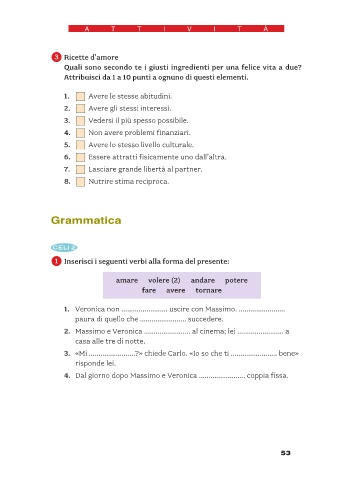 ATTIVITÀ
3 Ricette d'amore
Quali sono secondo te i giusti ingredienti per una felice vita a due?
Attribuisci da 1 a 10 punti a ognuno di questi elementi.
1. Avere le stesse abitudini.
2. Avere gli stessi interessi.
3. Vedersi il più spesso possibile.
4. Non avere problemi finanziari.
5. Avere lo stesso livello culturale.
6. Essere attratti fisicamente uno dall'altra.
7. Lasciare grande libertà al partner.
8. Nutrire stima reciproca.
Grammatica
CELI 2
1 Inserisci i seguenti verbi alla forma del presente:
amare volere (2) andare potere
fare avere tornare
1. Veronica non ....................... uscire con Massimo. .......................
paura di quello che ....................... succedere.
2. Massimo e Veronica ....................... al cinema; lei ....................... a
casa alle tre di notte.
3. «Mi .......................?» chiede Carlo. «Io so che ti ....................... bene»
risponde lei.
4. Dal giorno dopo Massimo e Veronica ....................... coppia fissa.
53